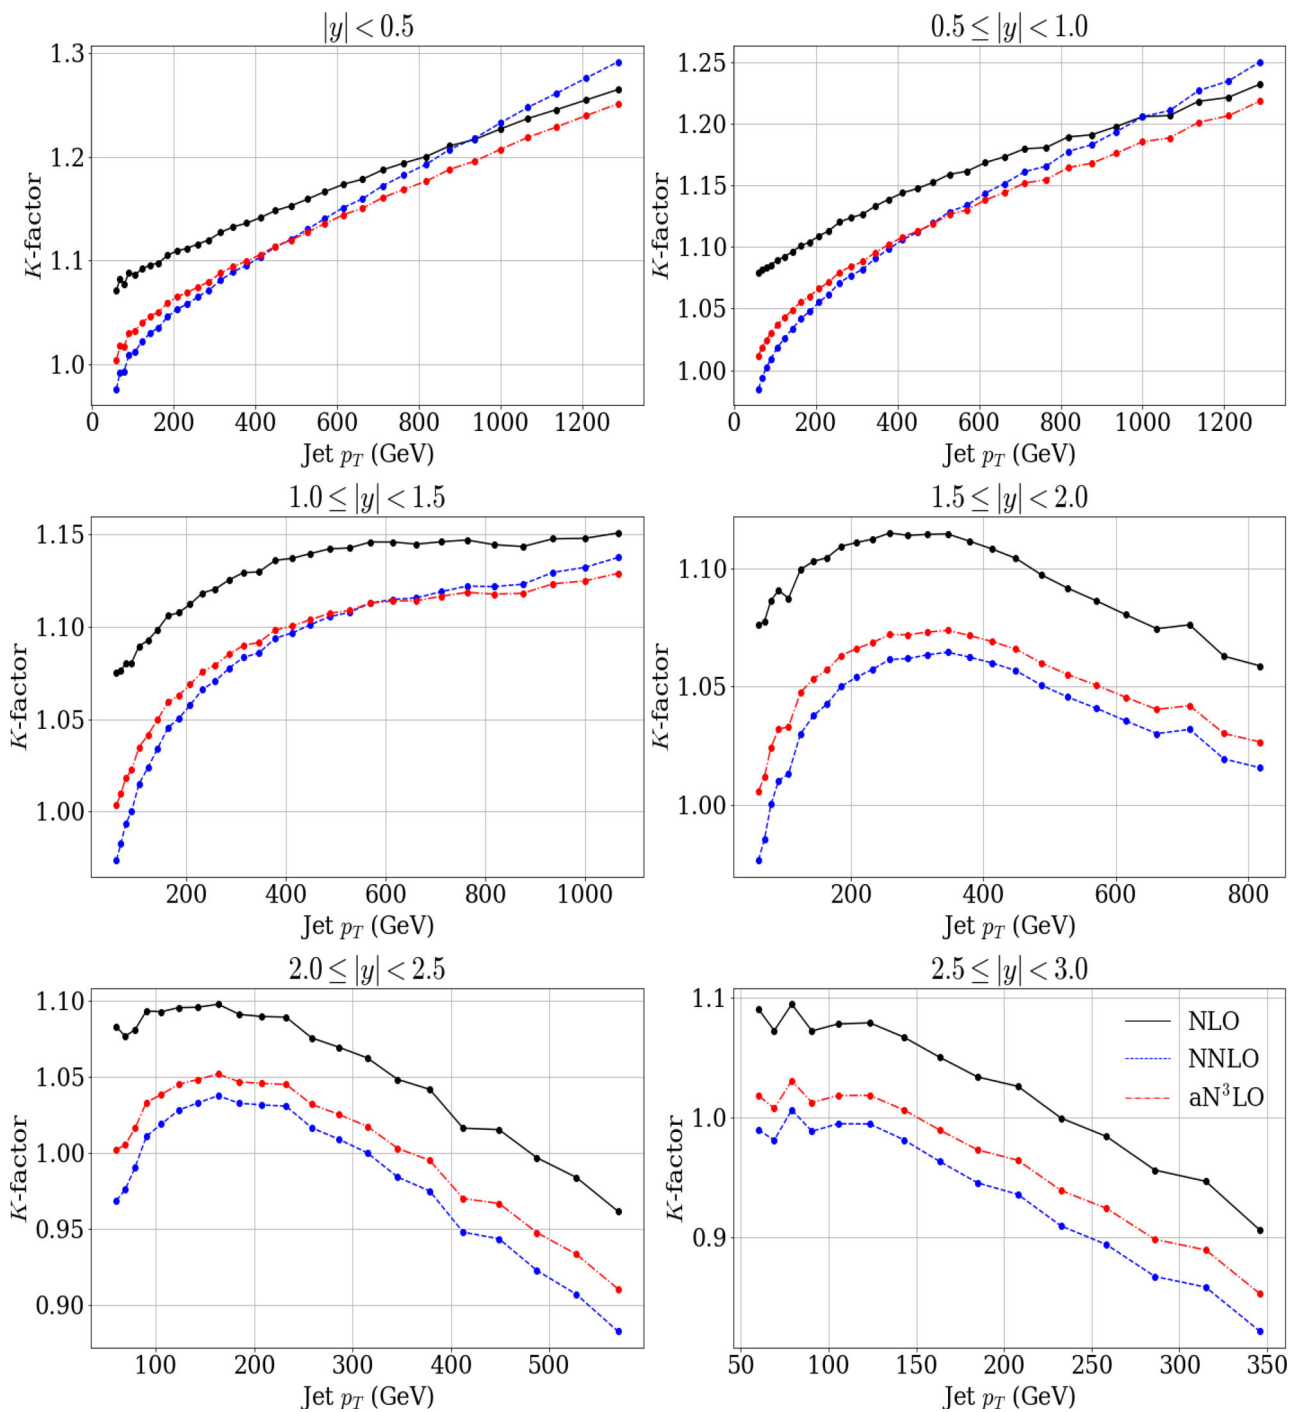 |y| < 0.5
1.3
1.2
1.1
1.0
K-factor
0 200 400 600 800 1000 1200
Jet p_T (GeV)
0.5 ≤ |y| < 1.0
1.25
1.20
1.15
1.10
1.05
1.00
K-factor
0 200 400 600 800 1000 1200
Jet p_T (GeV)
1.0 ≤ |y| < 1.5
1.15
1.10
1.05
1.00
K-factor
200 400 600 800 1000
Jet p_T (GeV)
1.5 ≤ |y| < 2.0
1.10
1.05
1.00
K-factor
200 400 600 800
Jet p_T (GeV)
2.0 ≤ |y| < 2.5
1.10
1.05
1.00
0.95
0.90
K-factor
100 200 300 400 500
Jet p_T (GeV)
2.5 ≤ |y| < 3.0
1.1
1.0
0.9
K-factor
NLO
NNLO
aN³LO
50 100 150 200 250 300 350
Jet p_T (GeV)